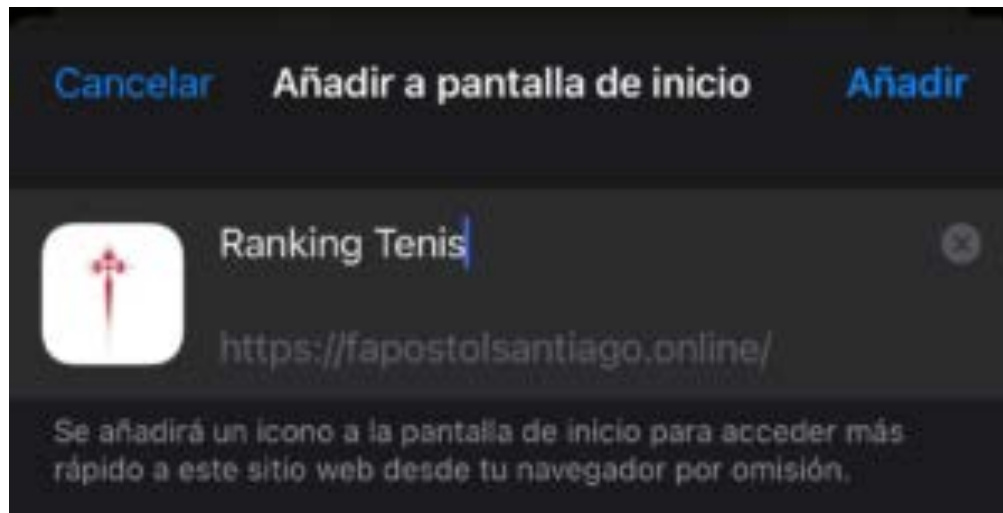 Cancelar Añadir a pantalla de inicio Añadir
Ranking Tenis
https://fapostolsantiago.online/
Se añadirá un icono a la pantalla de inicio para acceder más
rápido a este sitio web desde tu navegador por omisión.